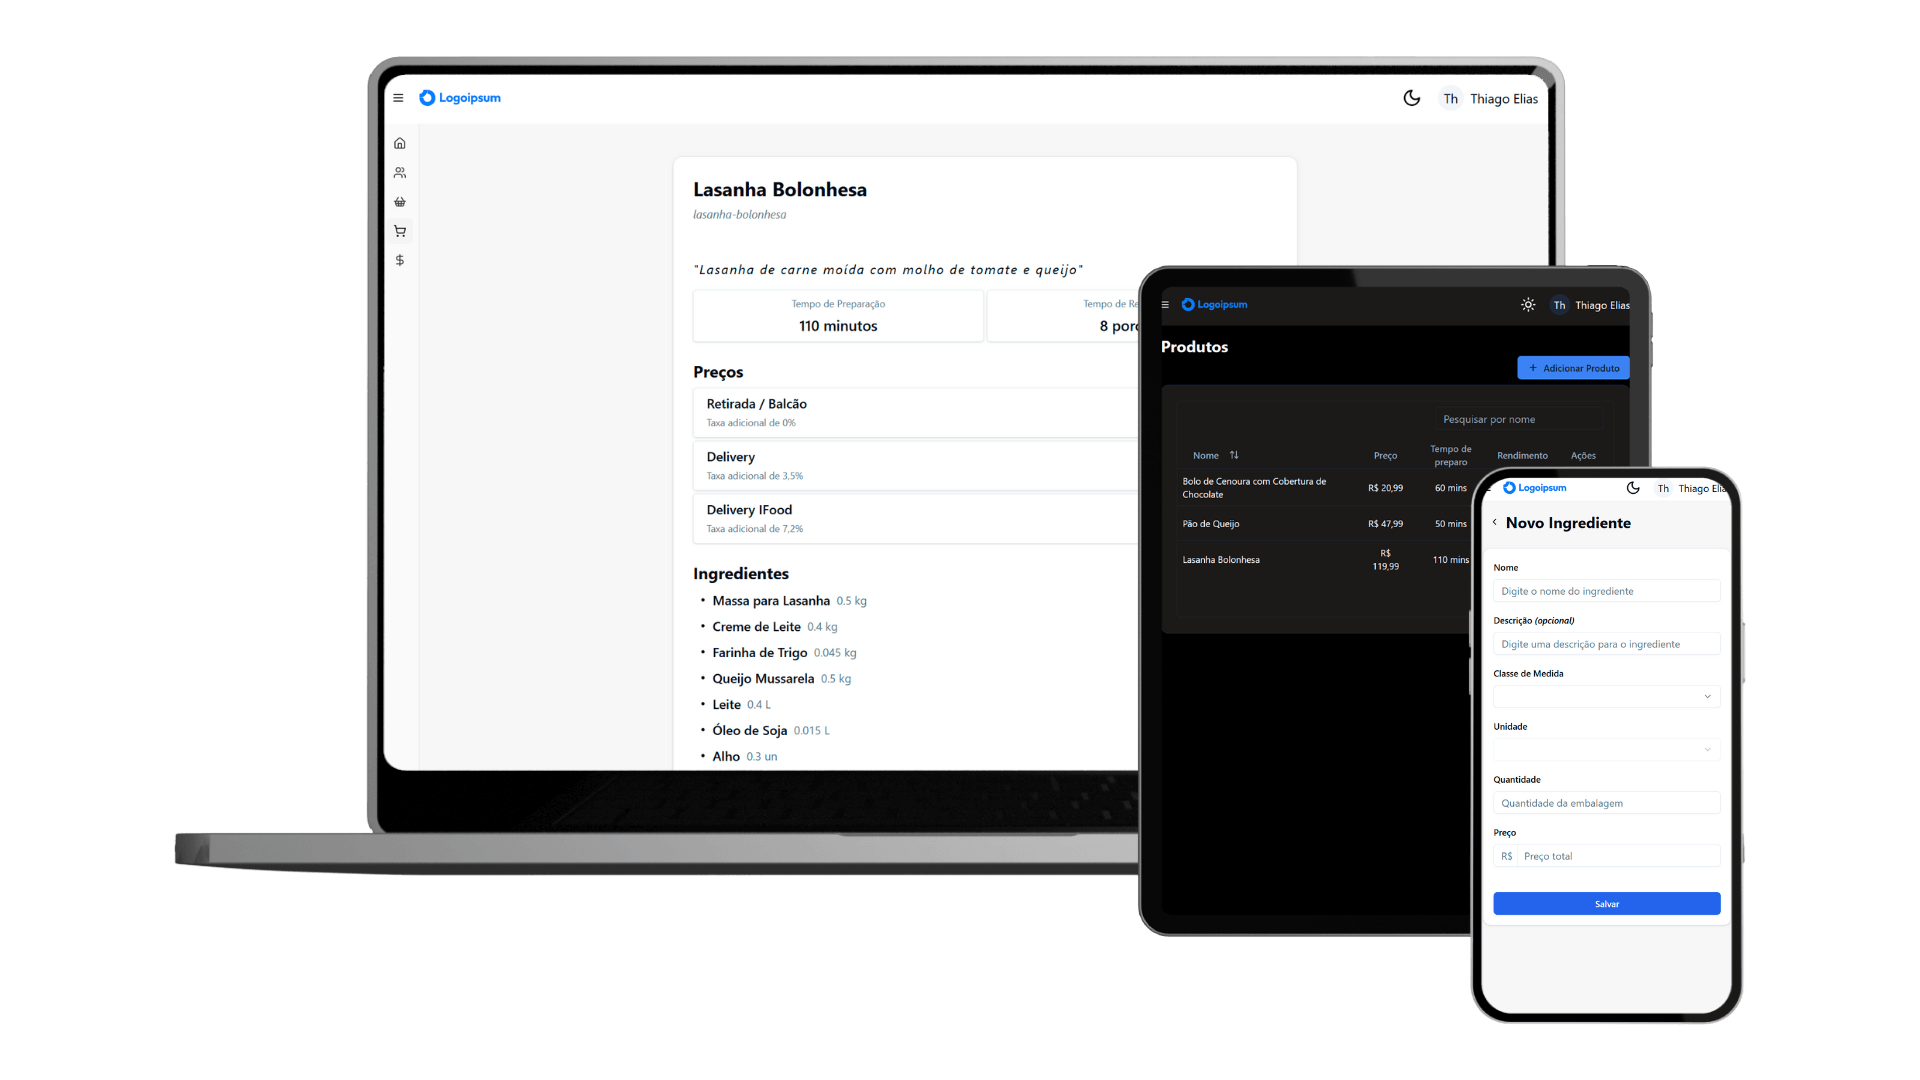 Logoipsum
Th Thiago Elias
Lasanha Bolonhesa
lasanha-bolonhesa
"Lasanha de carne moída com molho de tomate e queijo"
Tempo de Preparação
110 minutos
Tempo de
8
Preços
Retirada / Balcão
Taxa adicional de 0%
Delivery
Taxa adicional de 3,5%
Delivery IFood
Taxa adicional de 7,2%
Ingredientes
• Massa para Lasanha 0.5 kg
• Creme de Leite 0.4 kg
• Farinha de Trigo 0.045 kg
• Queijo Mussarela 0.5 kg
• Leite 0.4 L
• Óleo de Soja 0.015 L
• Alho 0.3 un
Logoipsum
Th Thiago Elias
Produtos
+ Adicionar Produto
Pesquisar por nome
Nome
Preço
Tempo de
preparo
Rendimento
Ações
Bolo de Cenoura com Cobertura de
Chocolate
R$ 20,99
60 mins
Pão de Queijo
R$ 47,99
50 mins
Lasanha Bolonhesa
R$
119,99
110 mins
Logoipsum
Th Thiago
Novo Ingrediente
Nome
Digite o nome do ingrediente
Descrição (opcional)
Digite uma descrição para o ingrediente
Classe de Medida
Unidade
Quantidade
Quantidade da embalagem
Preço
R$ Preço total
Salvar